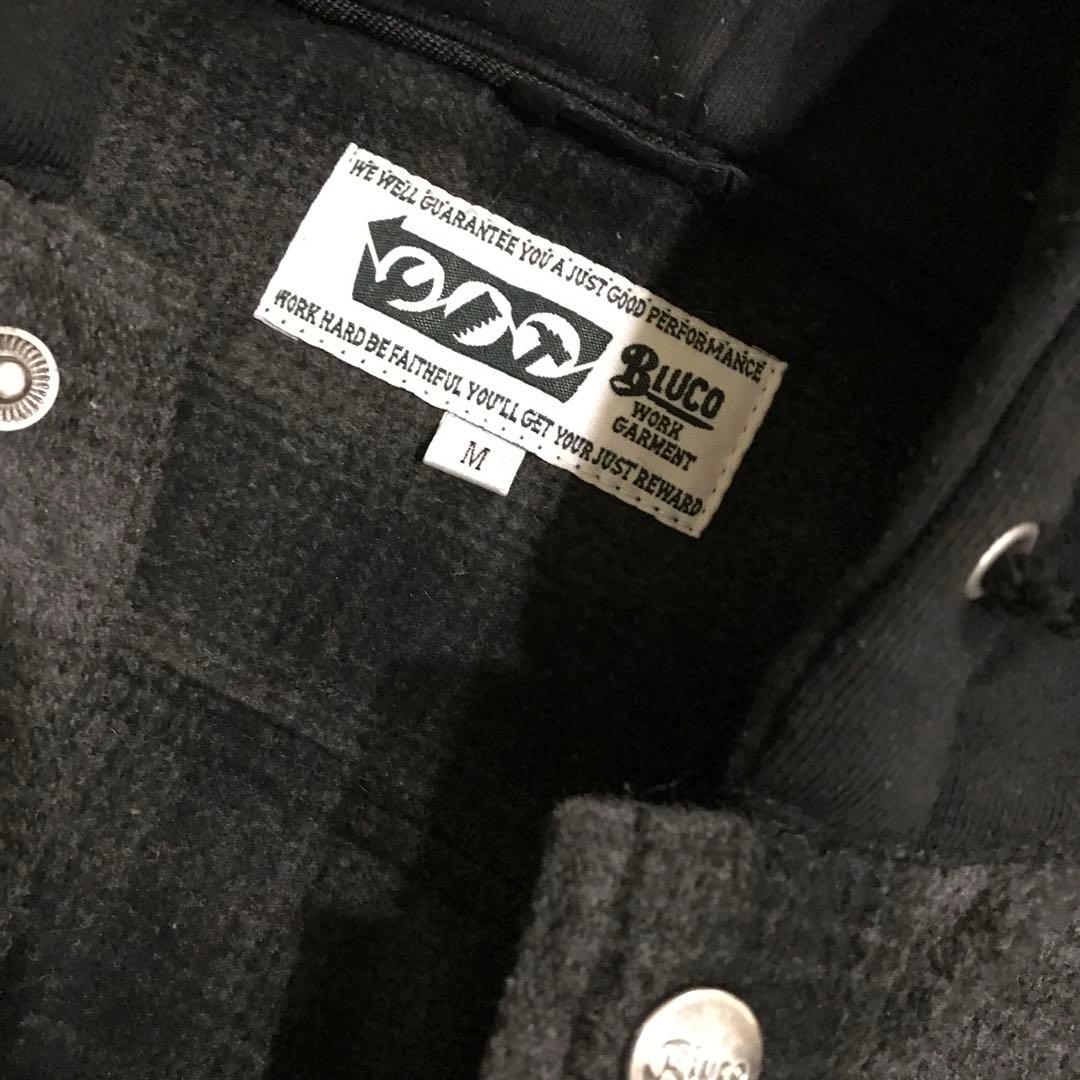 WE WELL GUARANTEE YOU A JUST GOOD PERFORMANCE
BLUCO
WORK
GARMENT
WORK HARD BE FAITHFUL YOU'LL GET YOUR JUST REWARD
M
Bluco